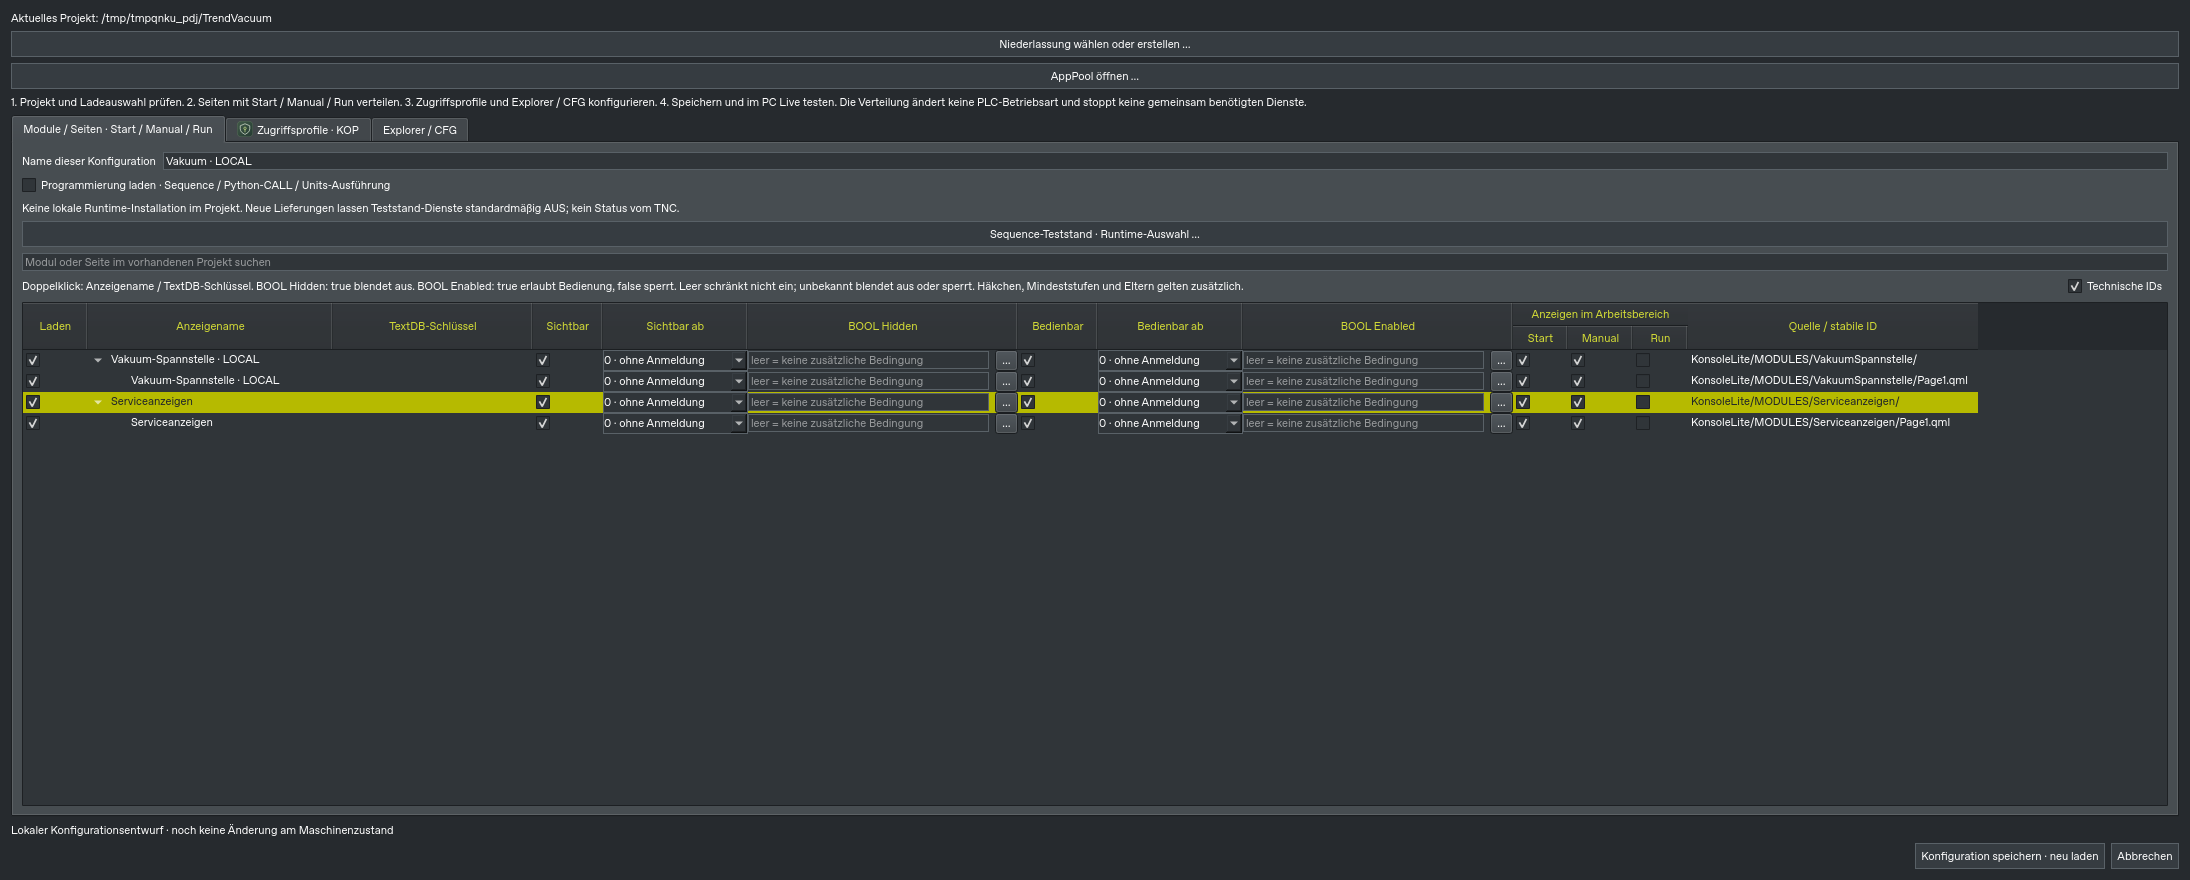 Aktuelles Projekt: /tmp/tmpqnku_pdj/TrendVacuum
Niederlassung wählen oder erstellen ...
AppPool öffnen ...
1. Projekt und Ladeauswahl prüfen. 2. Seiten mit Start / Manual / Run verteilen. 3. Zugriffsprofile und Explorer / CFG konfigurieren. 4. Speichern und im PC Live testen. Die Verteilung ändert keine PLC-Betriebsart und stoppt keine gemeinsam benötigten Dienste.
Module / Seiten · Start / Manual / Run Zugriffsprofile · KOP Explorer / CFG
Name dieser Konfiguration Vakuum · LOCAL
Programmierung laden · Sequence / Python-CALL / Units-Ausführung
Keine lokale Runtime-Installation im Projekt. Neue Lieferungen lassen Teststand-Dienste standardmäßig AUS; kein Status vom TNC.
Sequence-Teststand · Runtime-Auswahl ...
Modul oder Seite im vorhandenen Projekt suchen
Doppelklick: Anzeigename / TextDB-Schlüssel. BOOL Hidden: true blendet aus. BOOL Enabled: true erlaubt Bedienung, false sperrt. Leer schränkt nicht ein; unbekannt blendet aus oder sperrt. Häkchen, Mindeststufen und Eltern gelten zusätzlich. Technische IDs
Anzeigen im Arbeitsbereich
Laden Anzeigename TextDB-Schlüssel Sichtbar Sichtbar ab BOOL Hidden Bedienbar Bedienbar ab BOOL Enabled Quelle / stabile ID
Start Manual Run
Vakuum-Spannstelle · LOCAL 0 · ohne Anmeldung leer = keine zusätzliche Bedingung ... 0 · ohne Anmeldung leer = keine zusätzliche Bedingung ... KonsoleLite/MODULES/VakuumSpannstelle/
Vakuum-Spannstelle · LOCAL 0 · ohne Anmeldung leer = keine zusätzliche Bedingung ... 0 · ohne Anmeldung leer = keine zusätzliche Bedingung ... KonsoleLite/MODULES/VakuumSpannstelle/Page1.qml
Serviceanzeigen 0 · ohne Anmeldung leer = keine zusätzliche Bedingung ... 0 · ohne Anmeldung leer = keine zusätzliche Bedingung ... KonsoleLite/MODULES/Serviceanzeigen/
Serviceanzeigen 0 · ohne Anmeldung leer = keine zusätzliche Bedingung ... 0 · ohne Anmeldung leer = keine zusätzliche Bedingung ... KonsoleLite/MODULES/Serviceanzeigen/Page1.qml
Lokaler Konfigurationsentwurf · noch keine Änderung am Maschinenzustand
Konfiguration speichern · neu laden Abbrechen